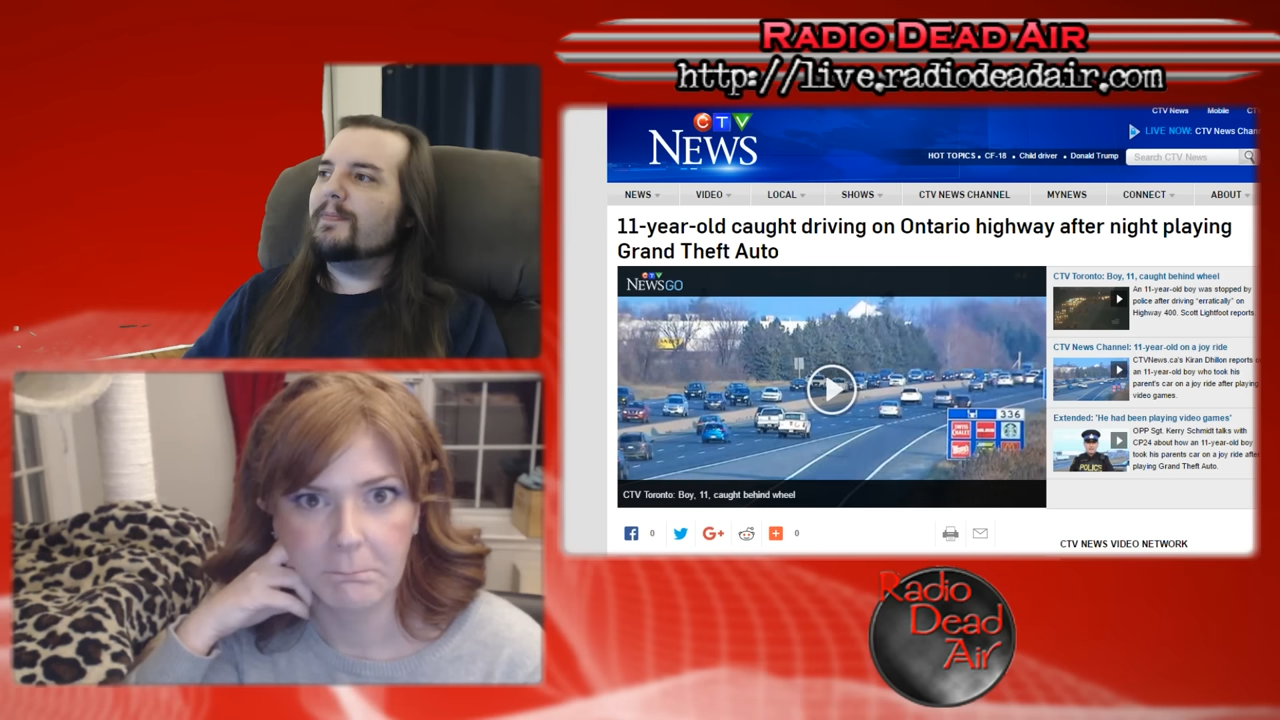 RADIO DEAD AIR
http://live.radiodeadair.com
CTV News Mobile
CTV
NEWS
LIVE NOW: CTV News Chan
HOT TOPICS • CF-18 • Child driver • Donald Trump
Search CTV News
NEWS VIDEO LOCAL SHOWS CTV NEWS CHANNEL MYNEWS CONNECT ABOUT
11-year-old caught driving on Ontario highway after night playing
Grand Theft Auto
CTV
NEWSGO
336
CTV Toronto: Boy, 11, caught behind wheel
CTV Toronto: Boy, 11, caught behind wheel
An 11-year-old boy was stopped by
police after driving "erratically" on
Highway 400. Scott Lightfoot reports.
CTV News Channel: 11-year-old on a joy ride
CTVNews.ca's Kiran Dhillon reports
an 11-year-old boy who took his
parent's car on a joy ride after playing
video games.
Extended: 'He had been playing video games'
OPP Sgt. Kerry Schmidt talks with
CP24 about how an 11-year-old boy
took his parents car on a joy ride after
playing Grand Theft Auto.
POLICE
0 G+ 0
CTV NEWS VIDEO NETWORK
Radio
Dead
Air